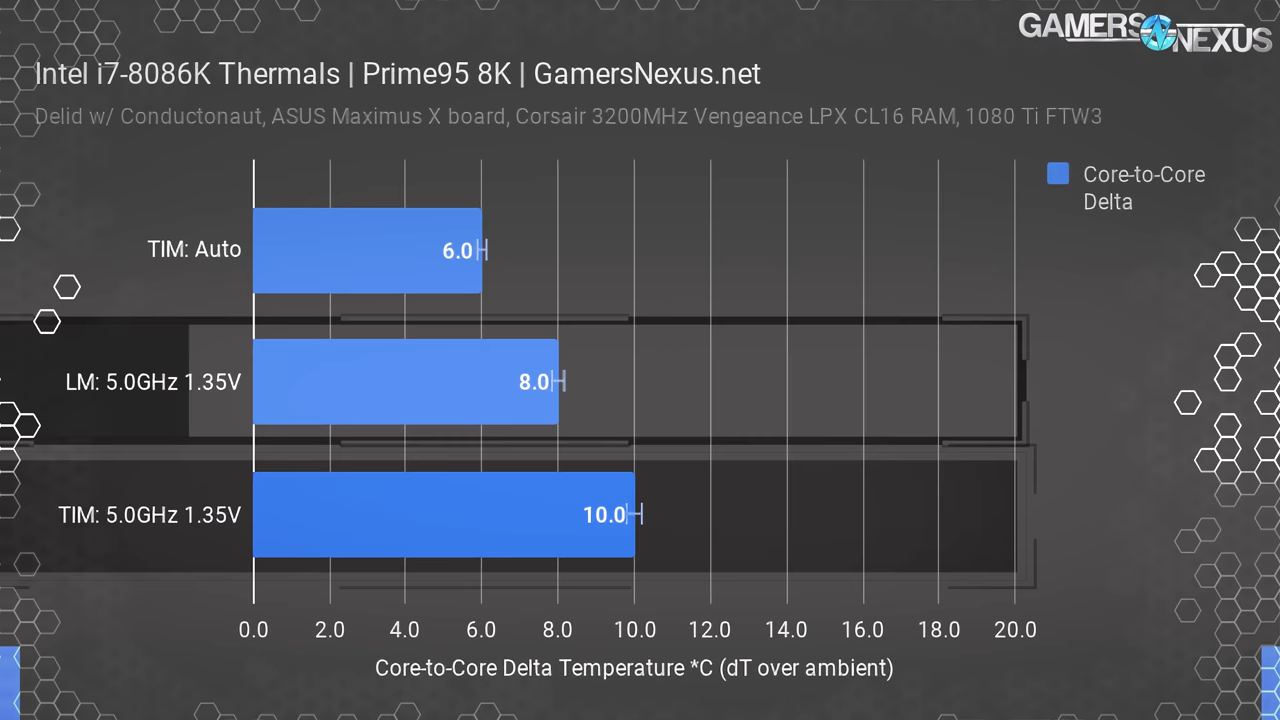 GAMERS NEXUS
Intel i7-8086K Thermals | Prime95 8K | GamersNexus.net
Delid w/ Conductonaut, ASUS Maximus X board, Corsair 3200MHz Vengeance LPX CL16 RAM, 1080 Ti FTW3
Core-to-Core
Delta
TIM: Auto
6.0
LM: 5.0GHz 1.35V
8.0
TIM: 5.0GHz 1.35V
10.0
0.0 2.0 4.0 6.0 8.0 10.0 12.0 14.0 16.0 18.0 20.0
Core-to-Core Delta Temperature *C (dT over ambient)